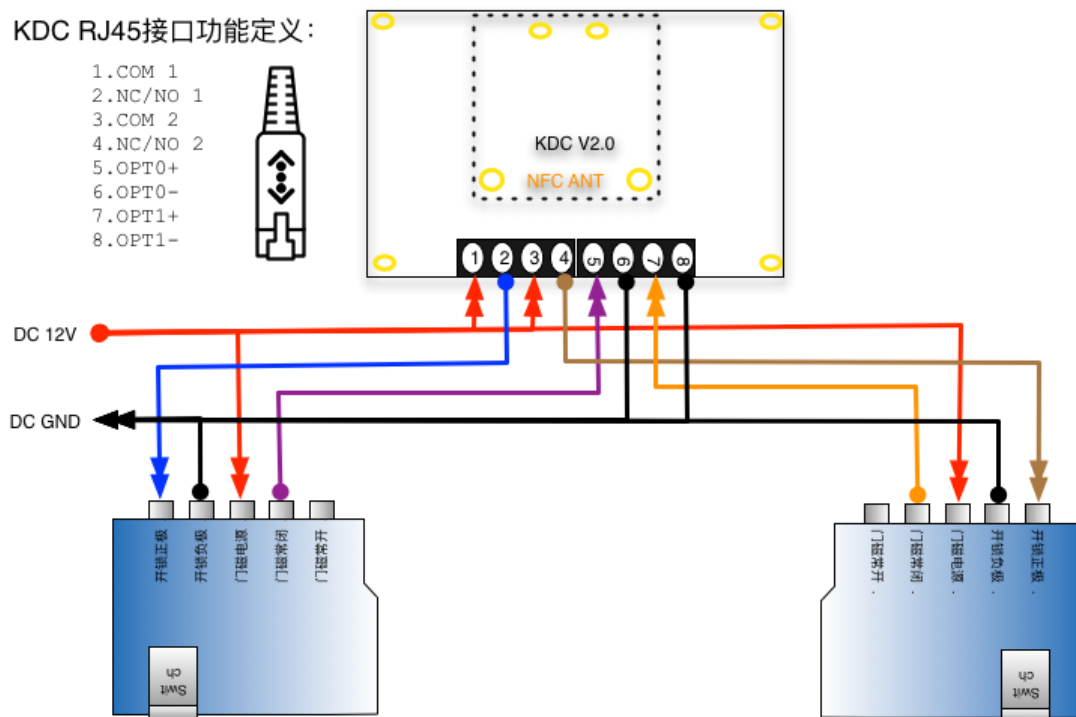 KDC RJ45接口功能定义：
1.COM 1
2.NC/NO 1
3.COM 2
4.NC/NO 2
5.OPT0+
6.OPT0-
7.OPT1+
8.OPT1-
KDC V2.0
NFC ANT
1 2 3 4 5 6 7 8
DC 12V
DC GND
开锁正极
开锁负极
门磁电源
门磁常闭
门磁常开
门磁常开.
门磁常闭.
门磁电源.
开锁负极.
开锁正极.
Swit
ch
Swit
ch